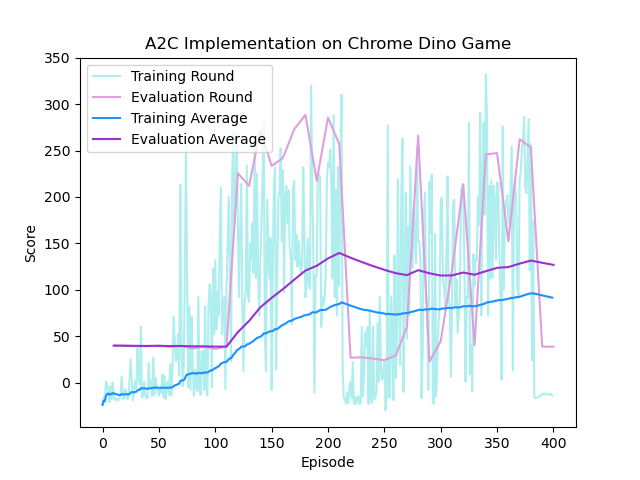 A2C Implementation on Chrome Dino Game
Training Round
Evaluation Round
Training Average
Evaluation Average
Score
350
300
250
200
150
100
50
0
0 50 100 150 200 250 300 350 400
Episode